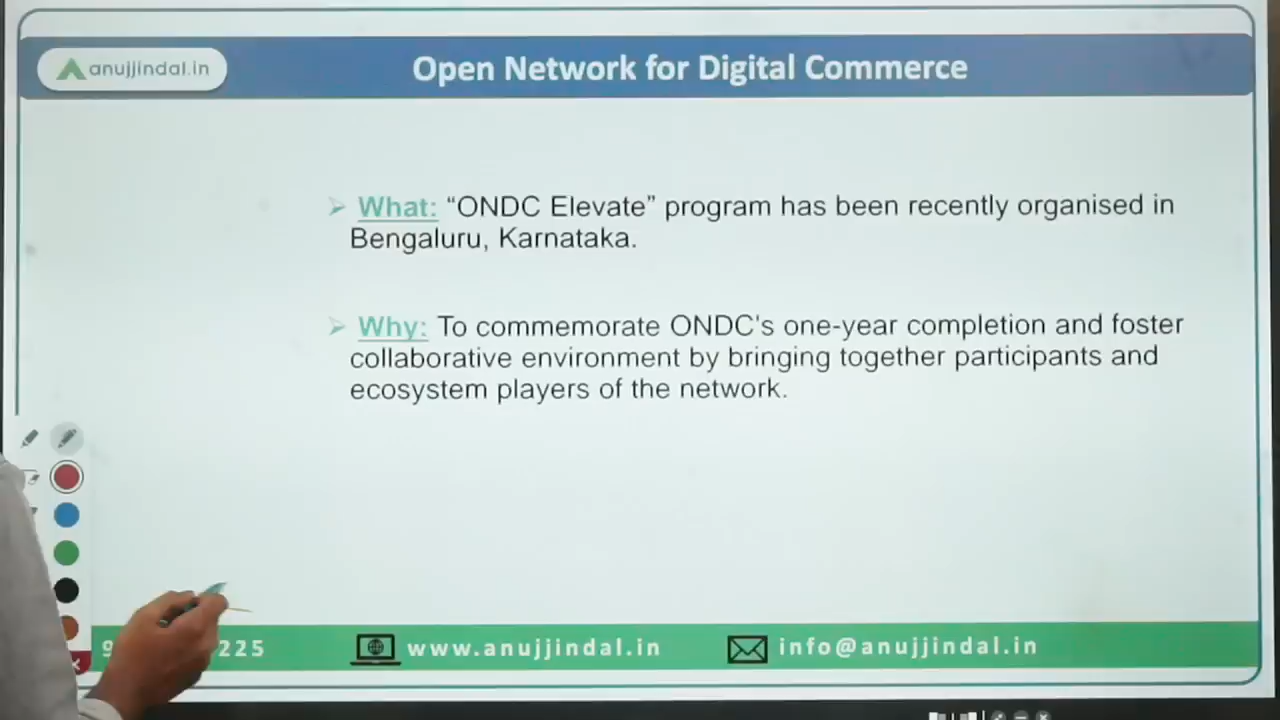 anujjindal.in
Open Network for Digital Commerce
What: “ONDC Elevate” program has been recently organised in
Bengaluru, Karnataka.
Why: To commemorate ONDC's one-year completion and foster
collaborative environment by bringing together participants and
ecosystem players of the network.
9 225 www.anujjindal.in info@anujjindal.in